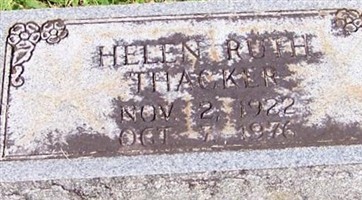 HELEN RUTH
THACKER
NOV. 2, 1922
OCT 7, 1976